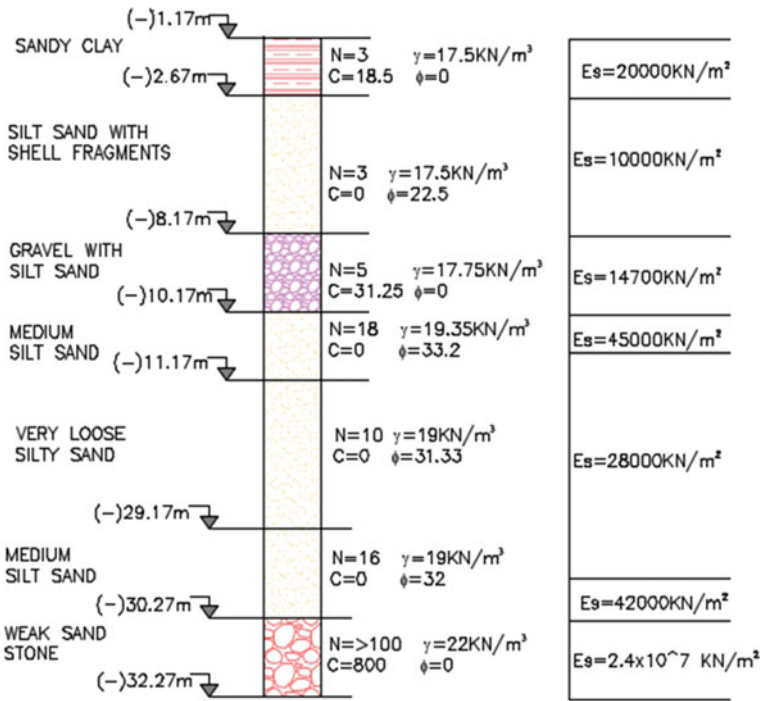 (-)1.17m
SANDY CLAY
N=3 γ=17.5KN/m³
C=18.5 ϕ=0
Es=20000KN/m²
(-)2.67m
SILT SAND WITH
SHELL FRAGMENTS
N=3 γ=17.5KN/m³
C=0 ϕ=22.5
Es=10000KN/m²
(-)8.17m
GRAVEL WITH
SILT SAND
N=5 γ=17.75KN/m³
C=31.25 ϕ=0
Es=14700KN/m²
(-)10.17m
MEDIUM
SILT SAND
N=18 γ=19.35KN/m³
C=0 ϕ=33.2
Es=45000KN/m²
(-)11.17m
VERY LOOSE
SILTY SAND
N=10 γ=19KN/m³
C=0 ϕ=31.33
Es=28000KN/m²
(-)29.17m
MEDIUM
SILT SAND
N=16 γ=19KN/m³
C=0 ϕ=32
Es=42000KN/m²
(-)30.27m
WEAK SAND
STONE
N=>100 γ=22KN/m³
C=800 ϕ=0
Es=2.4x10^7 KN/m²
(-)32.27m